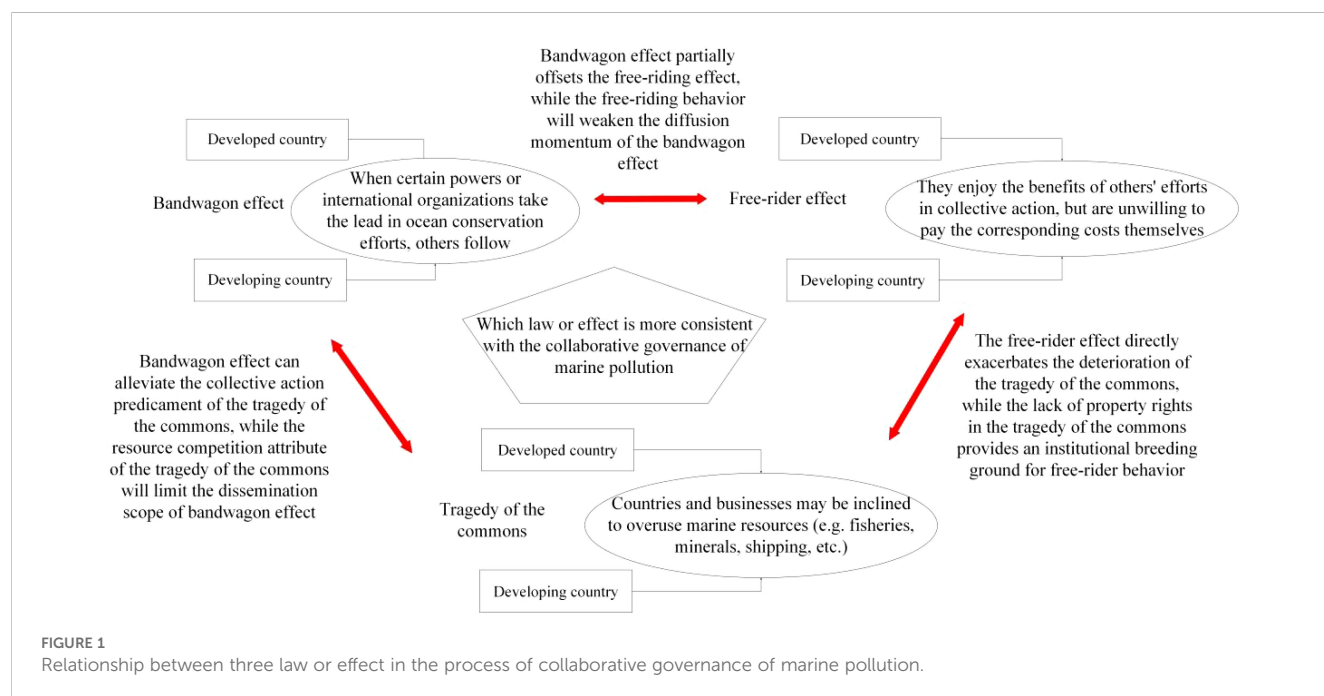 Bandwagon effect partially
offsets the free-riding effect,
while the free-riding behavior
will weaken the diffusion
momentum of the bandwagon
effect
Developed country
Bandwagon effect
When certain powers or
international organizations take
the lead in ocean conservation
efforts, others follow
Developing country
Developed country
Free-rider effect
They enjoy the benefits of others' efforts
in collective action, but are unwilling to
pay the corresponding costs themselves
Developing country
Which law or effect is more consistent
with the collaborative governance of
marine pollution
Bandwagon effect can
alleviate the collective action
predicament of the tragedy of
the commons, while the
resource competition attribute
of the tragedy of the commons
will limit the dissemination
scope of bandwagon effect
The free-rider effect directly
exacerbates the deterioration of
the tragedy of the commons,
while the lack of property rights
in the tragedy of the commons
provides an institutional breeding
ground for free-rider behavior
Developed country
Tragedy of the
commons
Countries and businesses may be inclined
to overuse marine resources (e.g. fisheries,
minerals, shipping, etc.)
Developing country
FIGURE 1
Relationship between three law or effect in the process of collaborative governance of marine pollution.